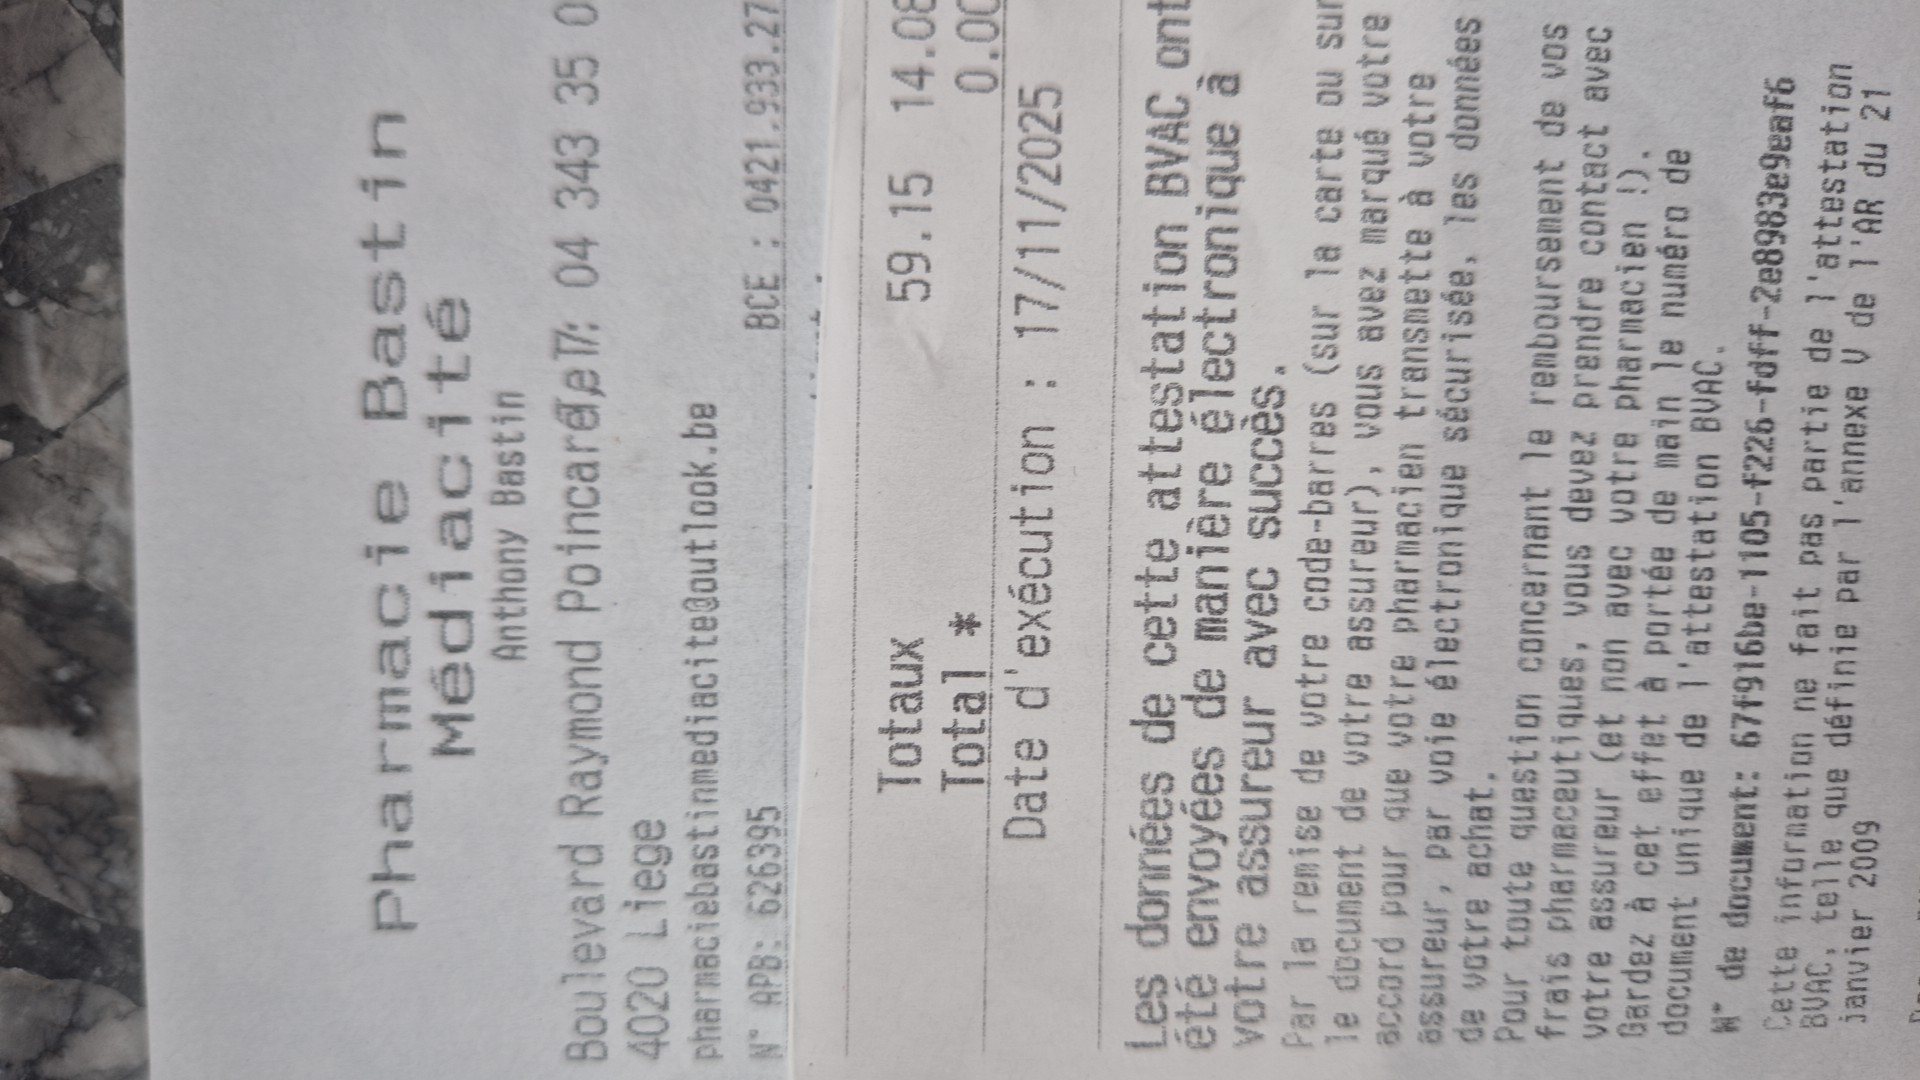 Pharmacie Bastin
Médiacité
Anthony Bastin
Boulevard Raymond Poincaré, 7 Tel: 04 343 35 0
4020 Liege
pharmaciebastinmediacite@outlook.be
N° APB: 626395 BCE : 0421.933.27
Totaux 59.15 14.08
Total * 0.00
Date d'exécution : 17/11/2025
Les données de cette attestation BVAC ont
été envoyées de manière électronique à
votre assureur avec succès.
Par la remise de votre code-barres (sur la carte ou sur
le document de votre assureur), vous avez marqué votre
accord pour que votre pharmacien transmette à votre
assureur, par voie électronique sécurisée, les données
de votre achat.
Pour toute question concernant le remboursement de vos
frais pharmaceutiques, vous devez prendre contact avec
votre assureur (et non avec votre pharmacien !).
Gardez à cet effet à portée de main le numéro de
document unique de l'attestation BVAC.
N° de document: 67f916be-1105-f226-fdff-2e8983e9eaf6
Cette information ne fait pas partie de l'attestation
BVAC, telle que définie par l'annexe V de l'AR du 21
janvier 2009